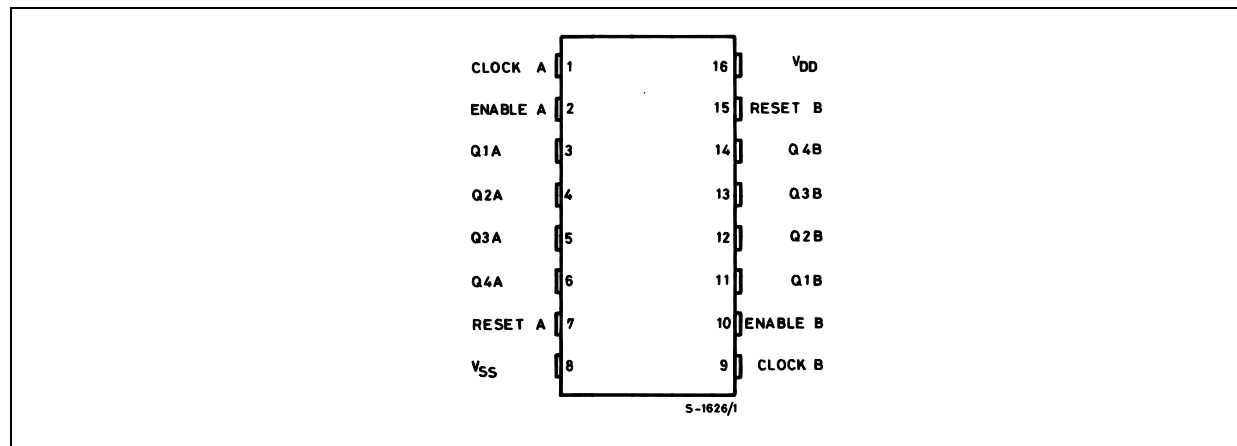 CLOCK A 1 16 VDD
ENABLE A 2 15 RESET B
Q1A 3 14 Q4B
Q2A 4 13 Q3B
Q3A 5 12 Q2B
Q4A 6 11 Q1B
RESET A 7 10 ENABLE B
VSS 8 9 CLOCK B
S-1626/1